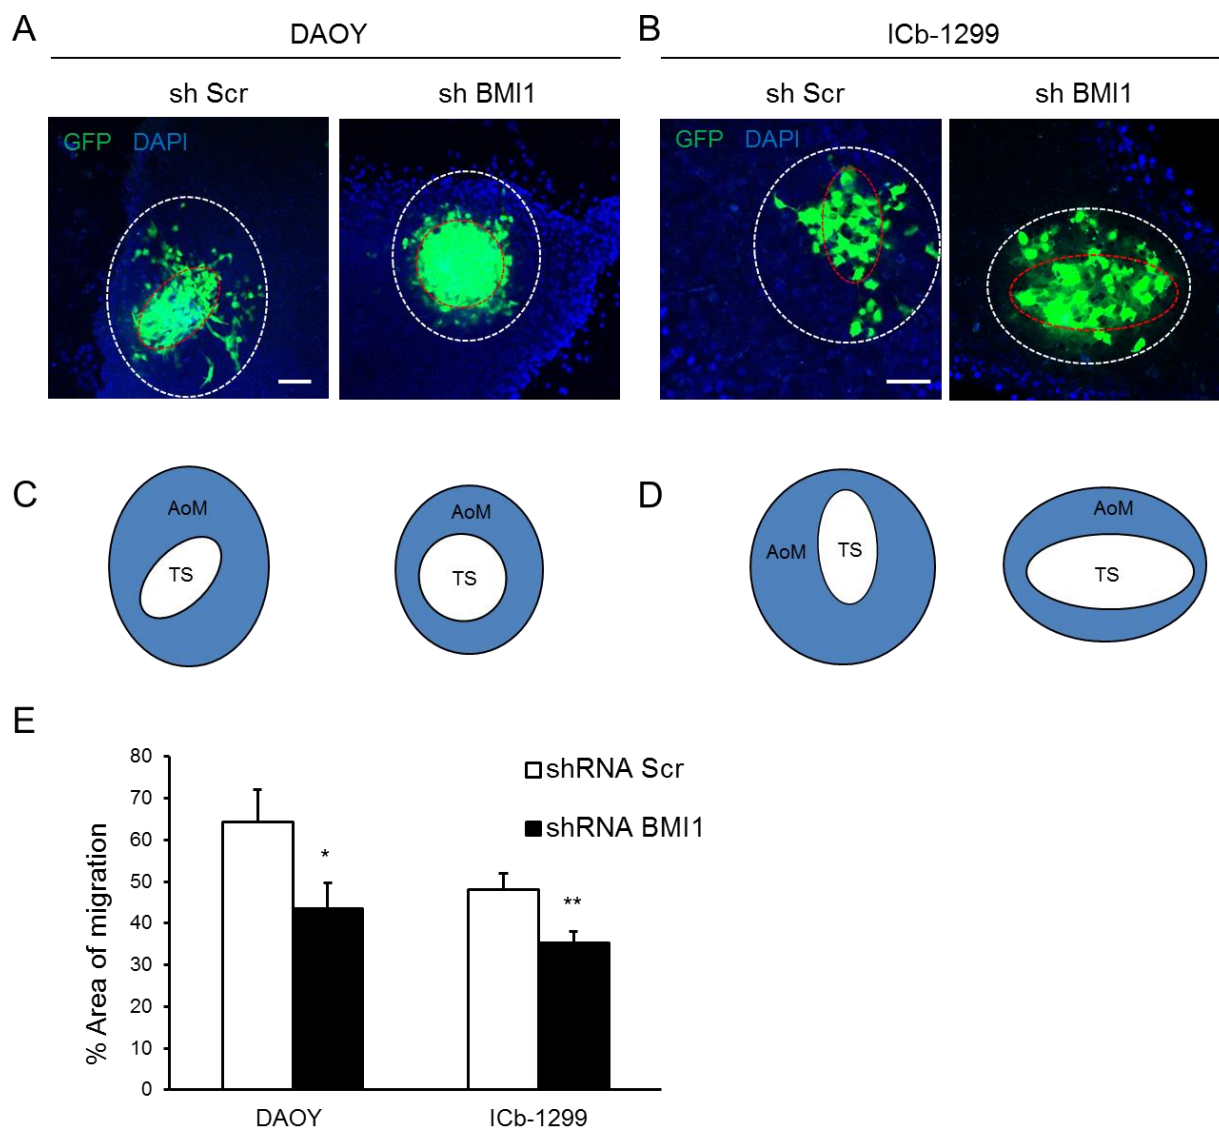 A
DAOY
sh Scr
sh BMI1
GFP DAPI
B
ICb-1299
sh Scr
sh BMI1
GFP DAPI
C
AoM
TS
AoM
TS
D
AoM
TS
AoM
TS
E
% Area of migration
80
70
60
50
40
30
20
10
0
*
**
shRNA Scr
shRNA BMI1
DAOY
ICb-1299